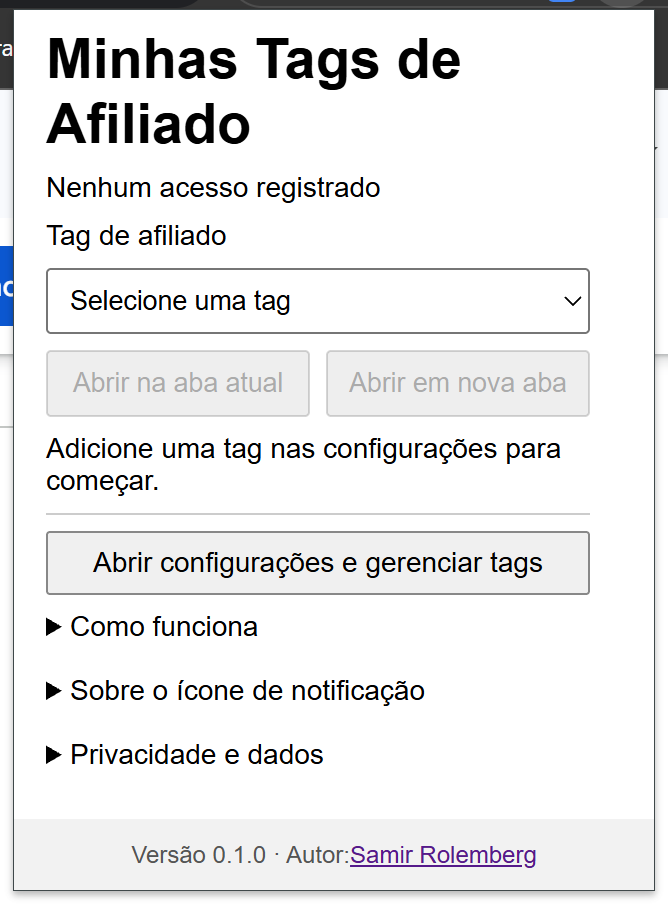 Minhas Tags de
Afiliado
Nenhum acesso registrado
Tag de afiliado
Selecione uma tag
Abrir na aba atual
Abrir em nova aba
Adicione uma tag nas configurações para
começar.
Abrir configurações e gerenciar tags
Como funciona
Sobre o ícone de notificação
Privacidade e dados
Versão 0.1.0 · Autor:Samir Rolemberg